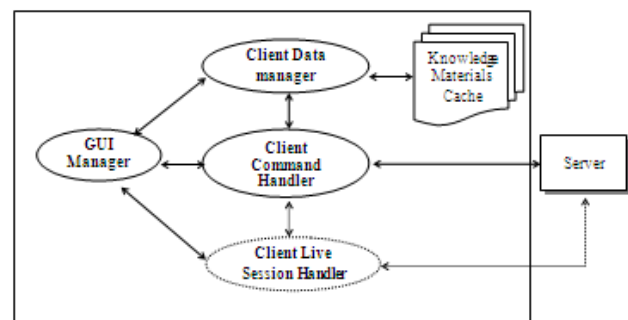 Client Data
manager
Knowledge
Materials
Cache
GUI
Manager
Client
Command
Handler
Server
Client Live
Session Handler